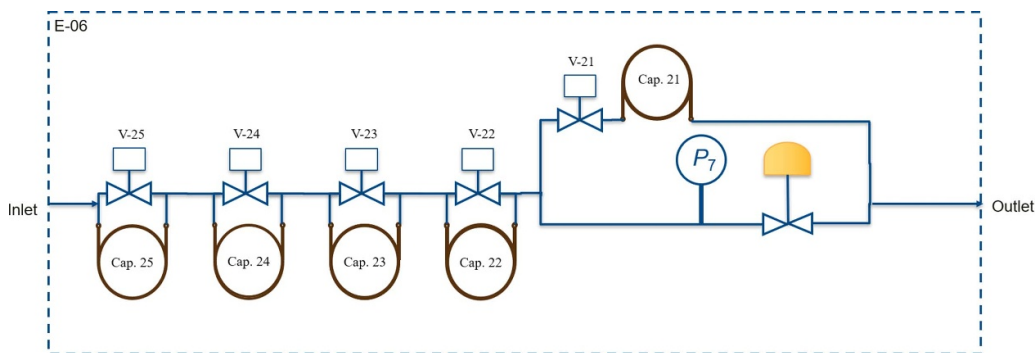 E-06
V-21
Cap. 21
V-25
V-24
V-23
V-22
P7
Inlet
Outlet
Cap. 25
Cap. 24
Cap. 23
Cap. 22